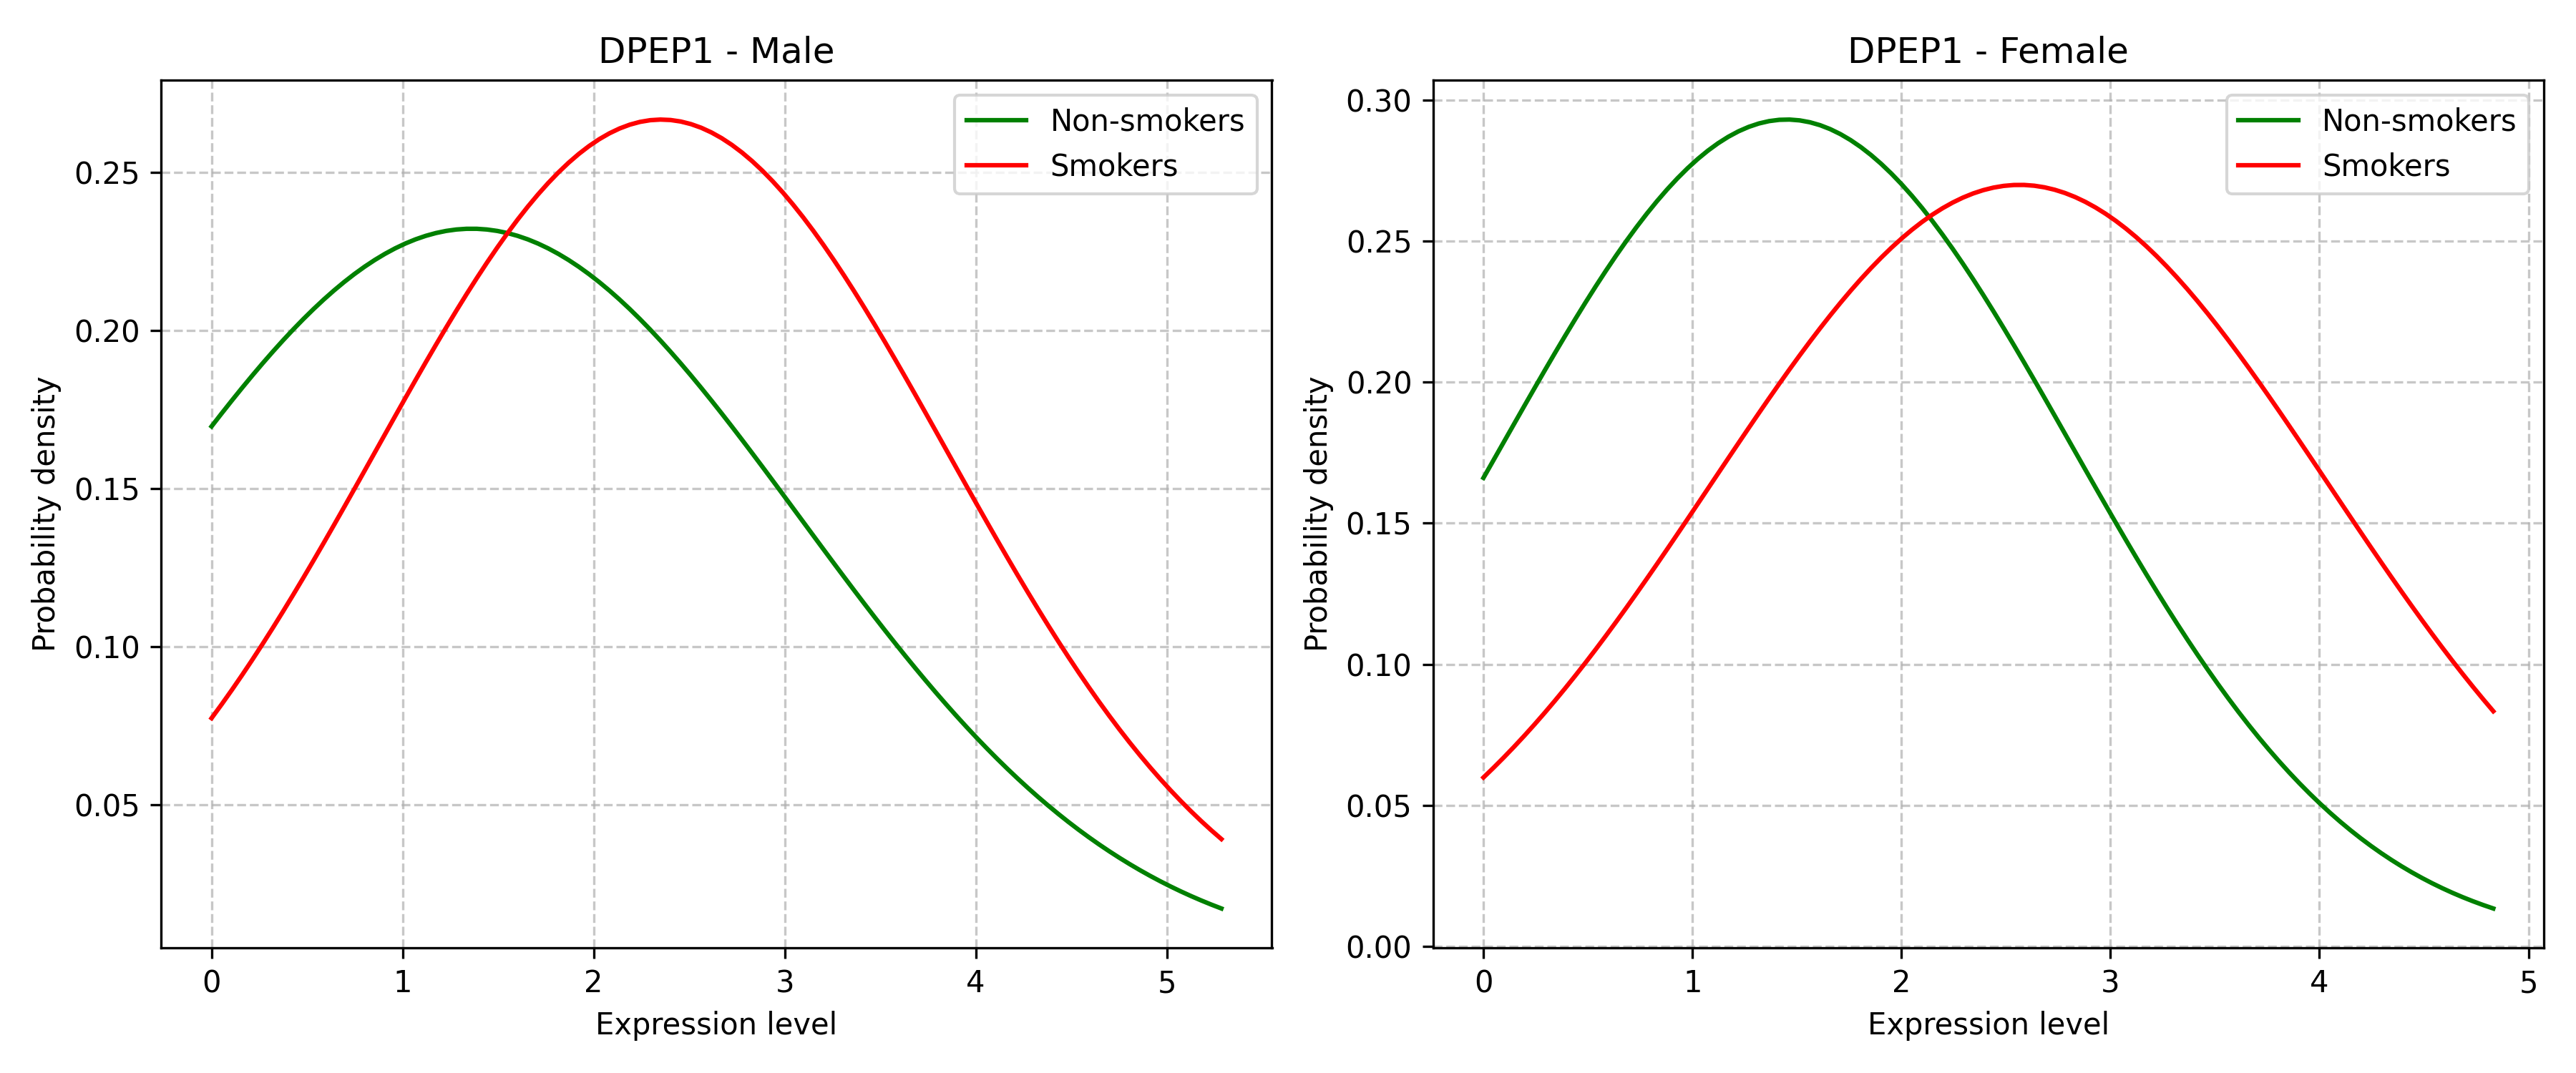 DPEP1 - Male
Non-smokers
Smokers
Probability density
0.25
0.20
0.15
0.10
0.05
0 1 2 3 4 5
Expression level
DPEP1 - Female
Non-smokers
Smokers
Probability density
0.30
0.25
0.20
0.15
0.10
0.05
0.00
0 1 2 3 4 5
Expression level